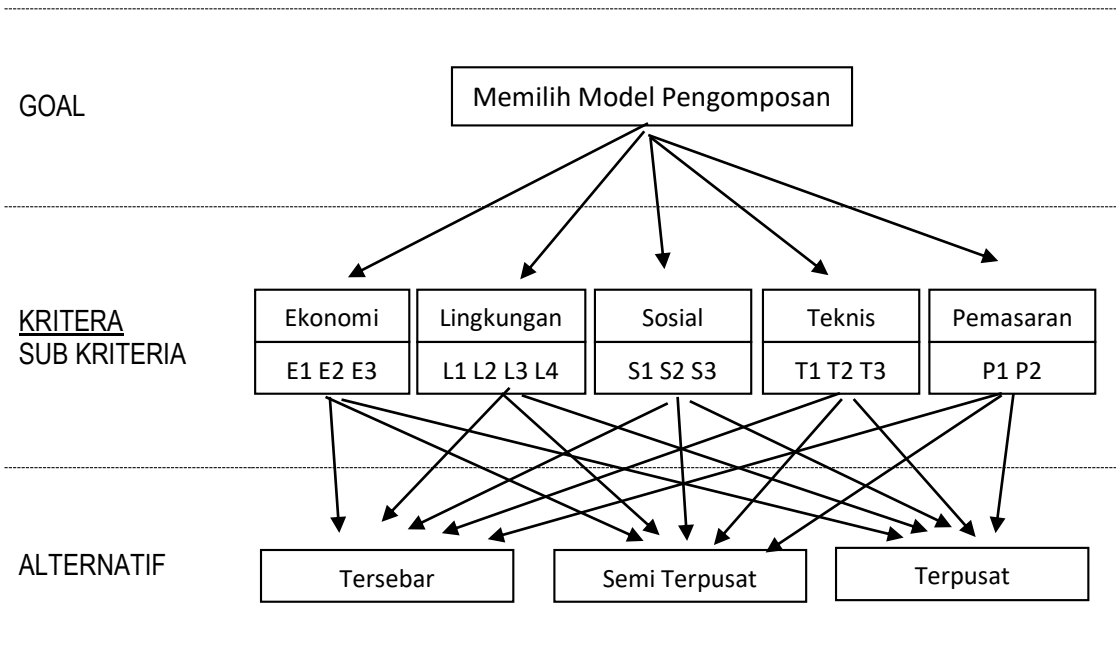 GOAL
Memilih Model Pengomposan
KRITERA
SUB KRITERIA
Ekonomi
E1 E2 E3
Lingkungan
L1 L2 L3 L4
Sosial
S1 S2 S3
Teknis
T1 T2 T3
Pemasaran
P1 P2
ALTERNATIF
Tersebar
Semi Terpusat
Terpusat